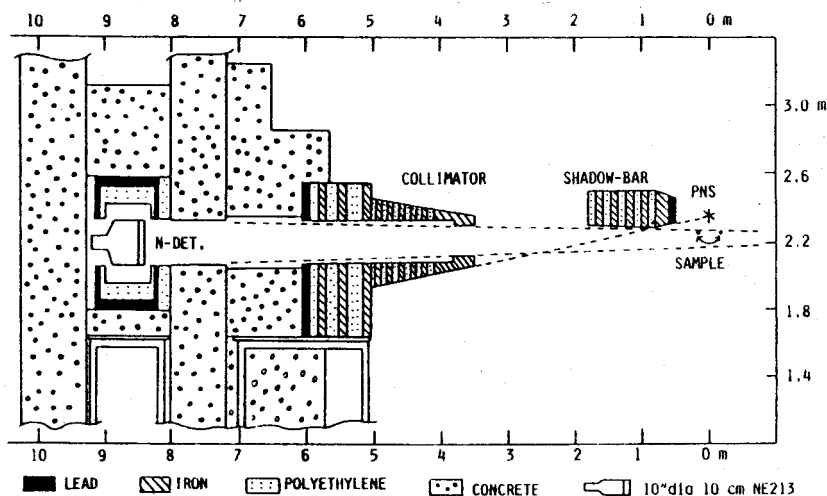 10 9 8 7 6 5 4 3 2 1 0 m
3.0 m
COLLIMATOR SHADOW-BAR PNS
2.6
N-DET.
2.2
SAMPLE
1.8
1.4
10 9 8 7 6 5 4 3 2 1 0 m
LEAD IRON POLYETHYLENE CONCRETE 10"dia 10 cm NE213